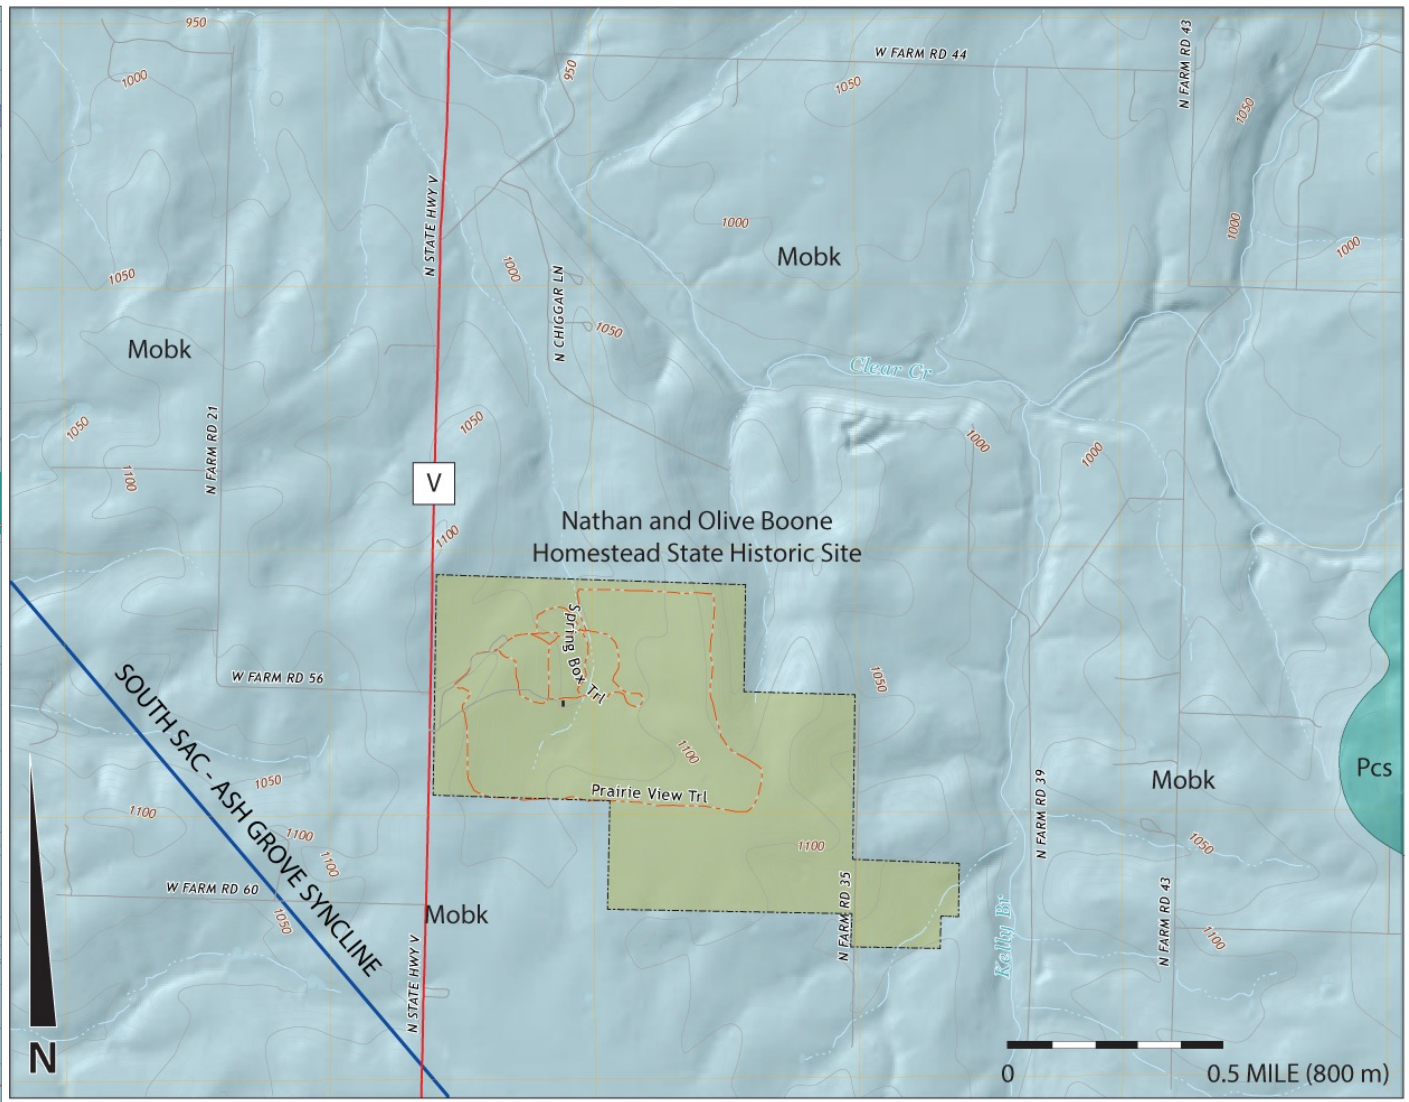 950
1000
950
W FARM RD 44
1050
N FARM RD 43
1050
N STATE HWY V
1000
N CHIGGAR LN
1050
1000
Mobk
1000
1000
1050
Mobk
Clear Cr
1050
1100
N FARM RD 21
1050
V
1100
1000
1000
Nathan and Olive Boone
Homestead State Historic Site
Spring Box Trl
W FARM RD 56
1050
1100
Prairie View Trl
1100
SOUTH SAC - ASH GROVE SYNCLINE
1050
1100
1100
1100
W FARM RD 60
1050
Mobk
N STATE HWY V
N FARM RD 35
Kelly Br
N FARM RD 39
Mobk
Pcs
1050
N FARM RD 43
1100
N
0
0.5 MILE (800 m)